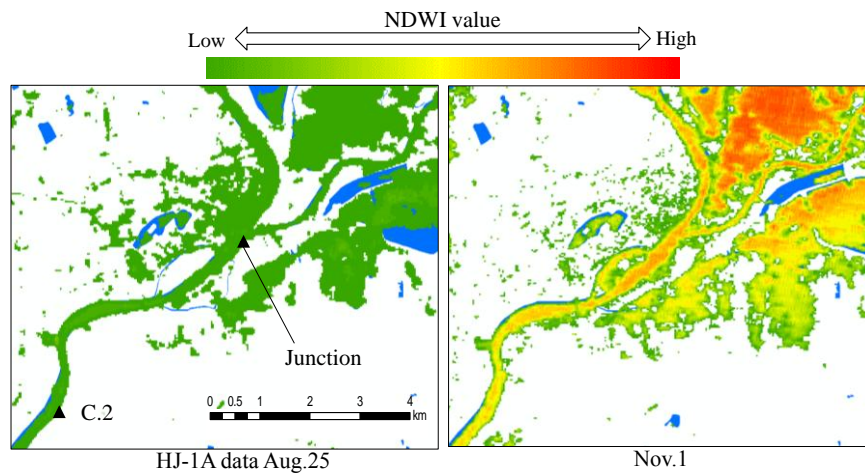 NDWI value
Low High
Junction
C.2
0 0.5 1 2 3 4
km
HJ-1A data Aug.25
Nov.1